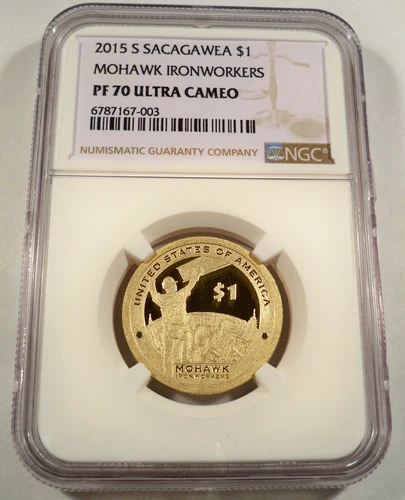 2015 S SACAGAWEA $1
MOHAWK IRONWORKERS
PF 70 ULTRA CAMEO
6787167-003
NUMISMATIC GUARANTY COMPANY
NGC®
UNITED STATES OF AMERICA
$1
MOHAWK
IRONWORKERS